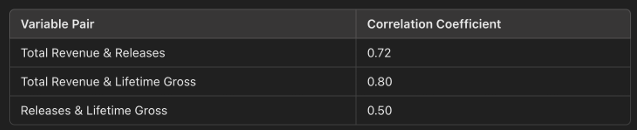 Variable Pair Correlation Coefficient
Total Revenue & Releases 0.72
Total Revenue & Lifetime Gross 0.80
Releases & Lifetime Gross 0.50